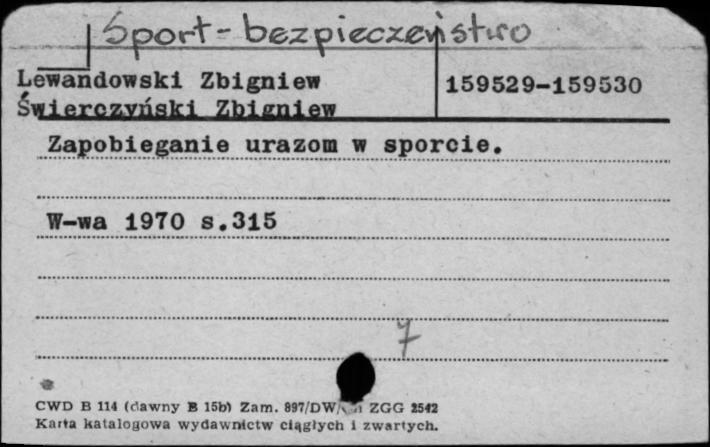 Sport - bezpieczeństwo
Lewandowski Zbigniew 159529-159530
Świerczyński Zbigniew
Zapobieganie urazom w sporcie.
W-wa 1970 s.315
7
CWD B 114 (dawny B 15b) Zam. 897/DW/ ZGG 2542
Karta katalogowa wydawnictw ciągłych i zwartych.